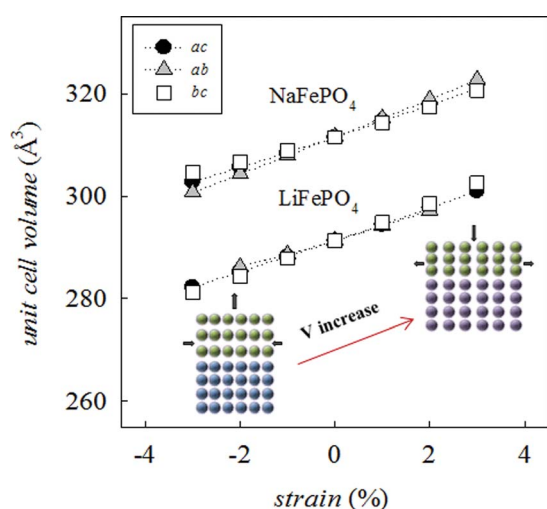 ac
ab
bc
NaFePO4
LiFePO4
V increase
unit cell volume (Å3)
320
300
280
260
-4
-2
0
2
4
strain (%)